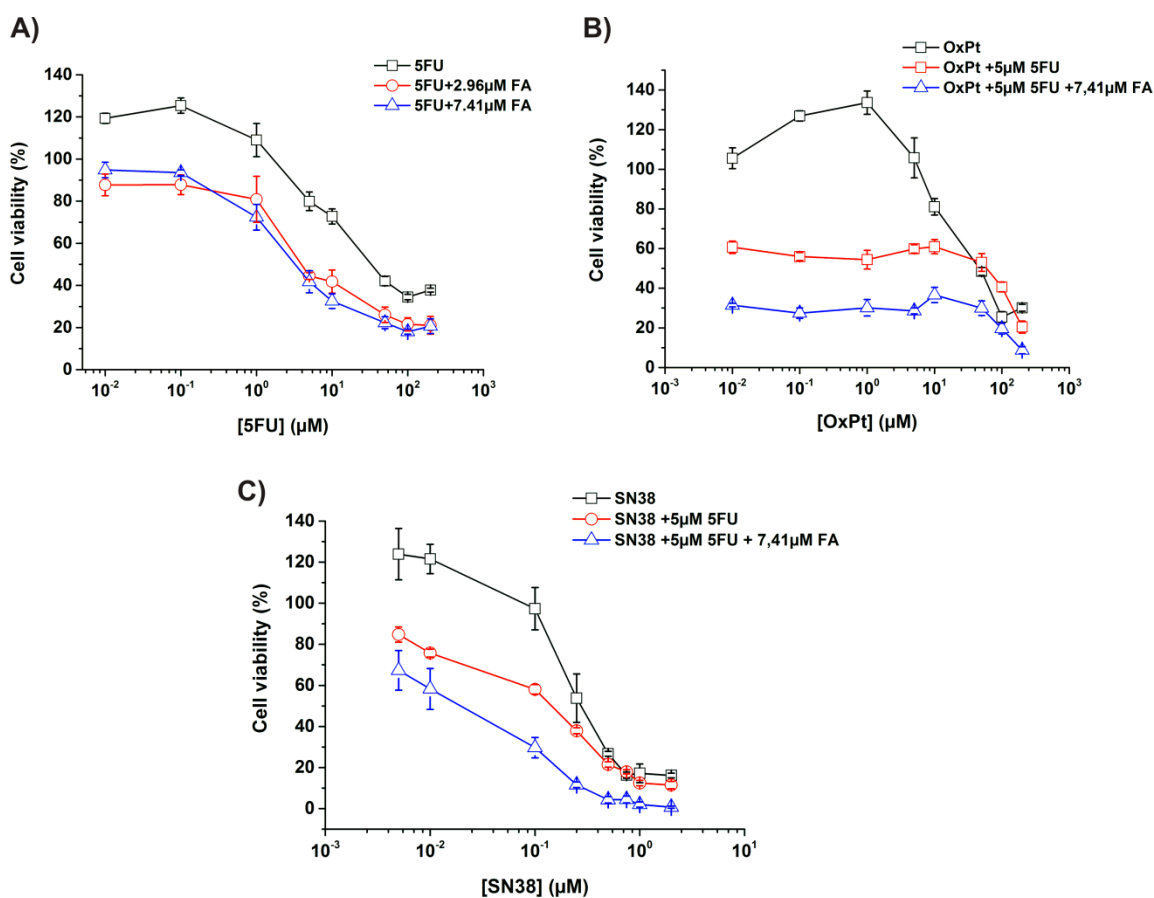 A)
5FU
5FU+2.96µM FA
5FU+7.41µM FA
Cell viability (%)
140
120
100
80
60
40
20
0
10⁻² 10⁻¹ 10⁰ 10¹ 10² 10³
[5FU] (µM)
B)
OxPt
OxPt +5µM 5FU
OxPt +5µM 5FU +7,41µM FA
Cell viability (%)
140
120
100
80
60
40
20
0
10⁻³ 10⁻² 10⁻¹ 10⁰ 10¹ 10² 10³
[OxPt] (µM)
C)
SN38
SN38 +5µM 5FU
SN38 +5µM 5FU + 7,41µM FA
Cell viability (%)
140
120
100
80
60
40
20
0
10⁻³ 10⁻² 10⁻¹ 10⁰ 10¹
[SN38] (µM)